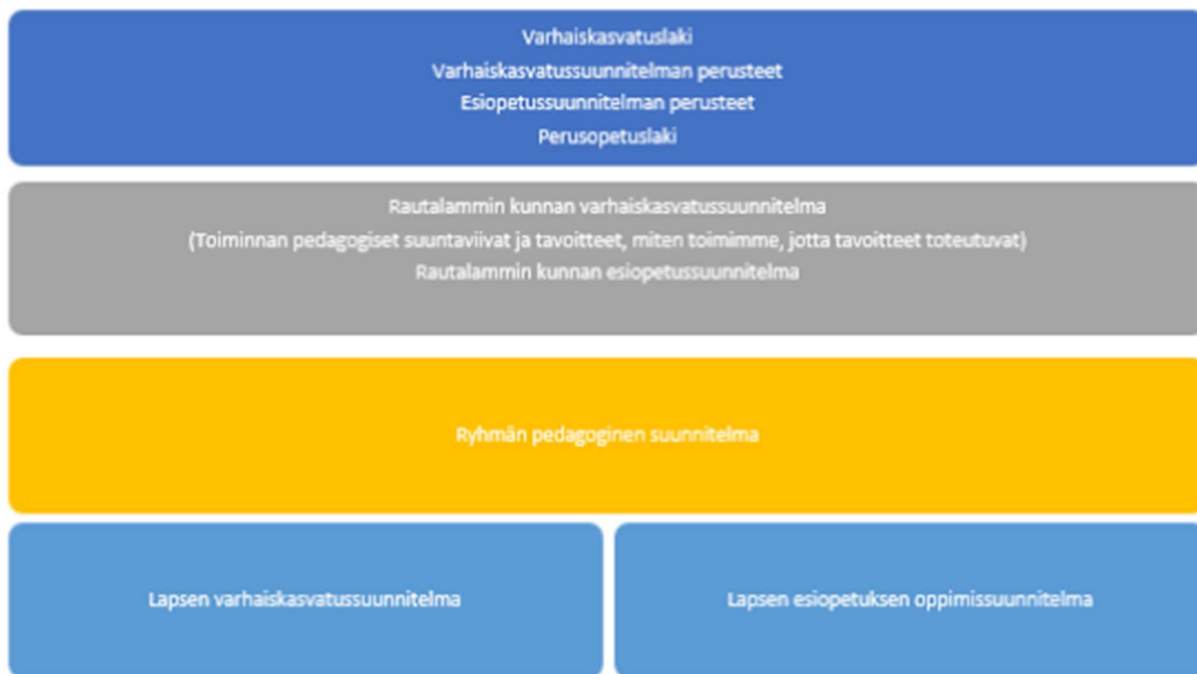 Varhaiskasvatuslaki
Varhaiskasvatussuunnitelman perusteet
Esiopetussuunnitelman perusteet
Perusopetuslaki
Rautalammin kunnan varhaiskasvatussuunnitelma
(Toiminnan pedagogiset suuntaviivat ja tavoitteet, miten toimimme, jotta tavoitteet toteutuvat)
Rautalammin kunnan esiopetussuunnitelma
Ryhmän pedagoginen suunnitelma
Lapsen varhaiskasvatussuunnitelma
Lapsen esiopetuksen oppimissuunnitelma